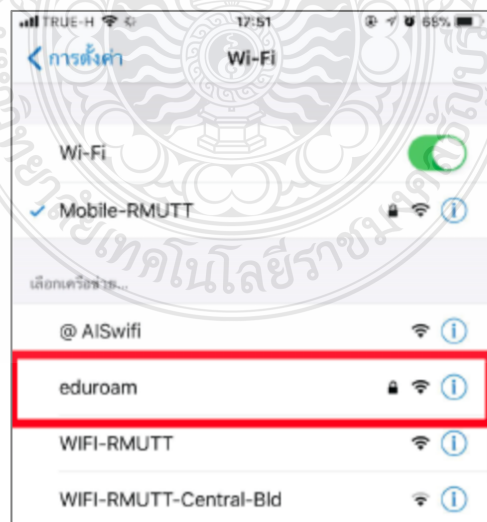 TRUE-H 17:51 68%
การตั้งค่า Wi-Fi
Wi-Fi
Mobile-RMUTT
เลือกเครือข่าย...
@ AISwifi
eduroam
WIFI-RMUTT
WIFI-RMUTT-Central-Bld